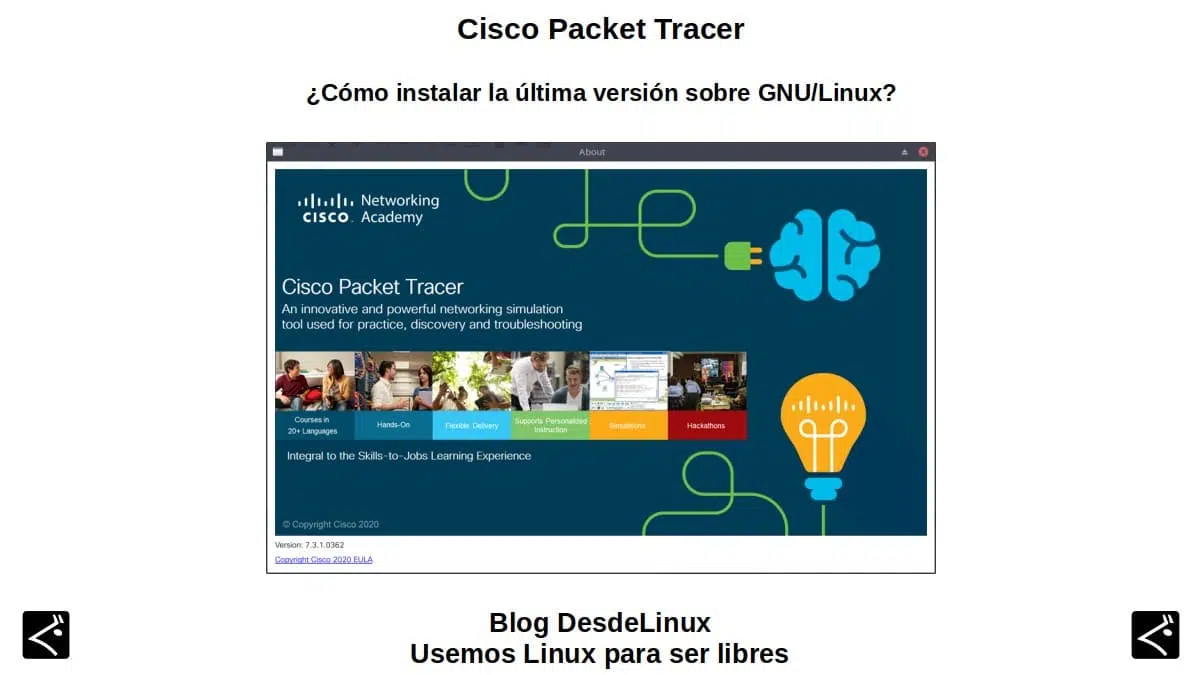 Cisco Packet Tracer
¿Cómo instalar la última versión sobre GNU/Linux?
About
CISCO
Networking
Academy
Cisco Packet Tracer
An innovative and powerful networking simulation
tool used for practice, discovery and troubleshooting
Courses in
20+ Languages
Hands-On
Flexible Delivery
Supports Personalized
Instruction
Simulations
Hackathons
Integral to the Skills-to-Jobs Learning Experience
© Copyright Cisco 2020
Version: 7.3.1.0362
Copyright Cisco 2020 EULA
Blog DesdeLinux
Usemos Linux para ser libres